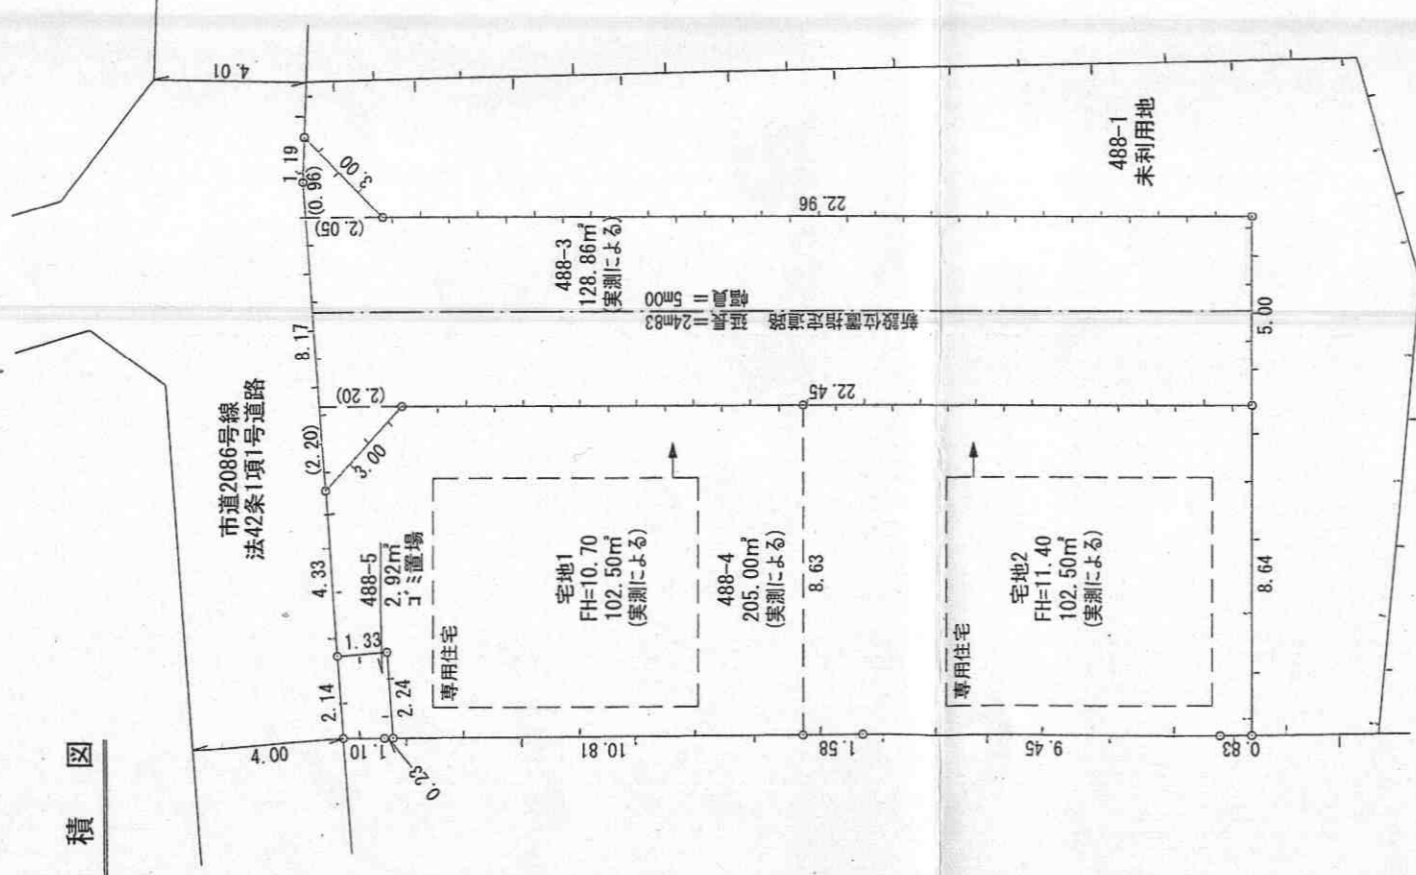 積 図
市道2086号線
法42条1項1号道路
4.01
1.19
(0.96)
3.00
(2.05)
8.17
(2.20)
(2.20)
3.00
4.33
2.14
1.33
4.00
1.10
0.23
2.24
488-5
2.92㎡
ゴミ置場
488-3
128.86㎡
(実測による)
新設位置指定道路 延長=24m83
幅員= 5m00
22.96
22.45
488-1
未利用地
5.00
専用住宅
宅地1
FH=10.70
102.50㎡
(実測による)
488-4
205.00㎡
(実測による)
8.63
専用住宅
宅地2
FH=11.40
102.50㎡
(実測による)
8.64
10.81
1.58
9.45
0.82